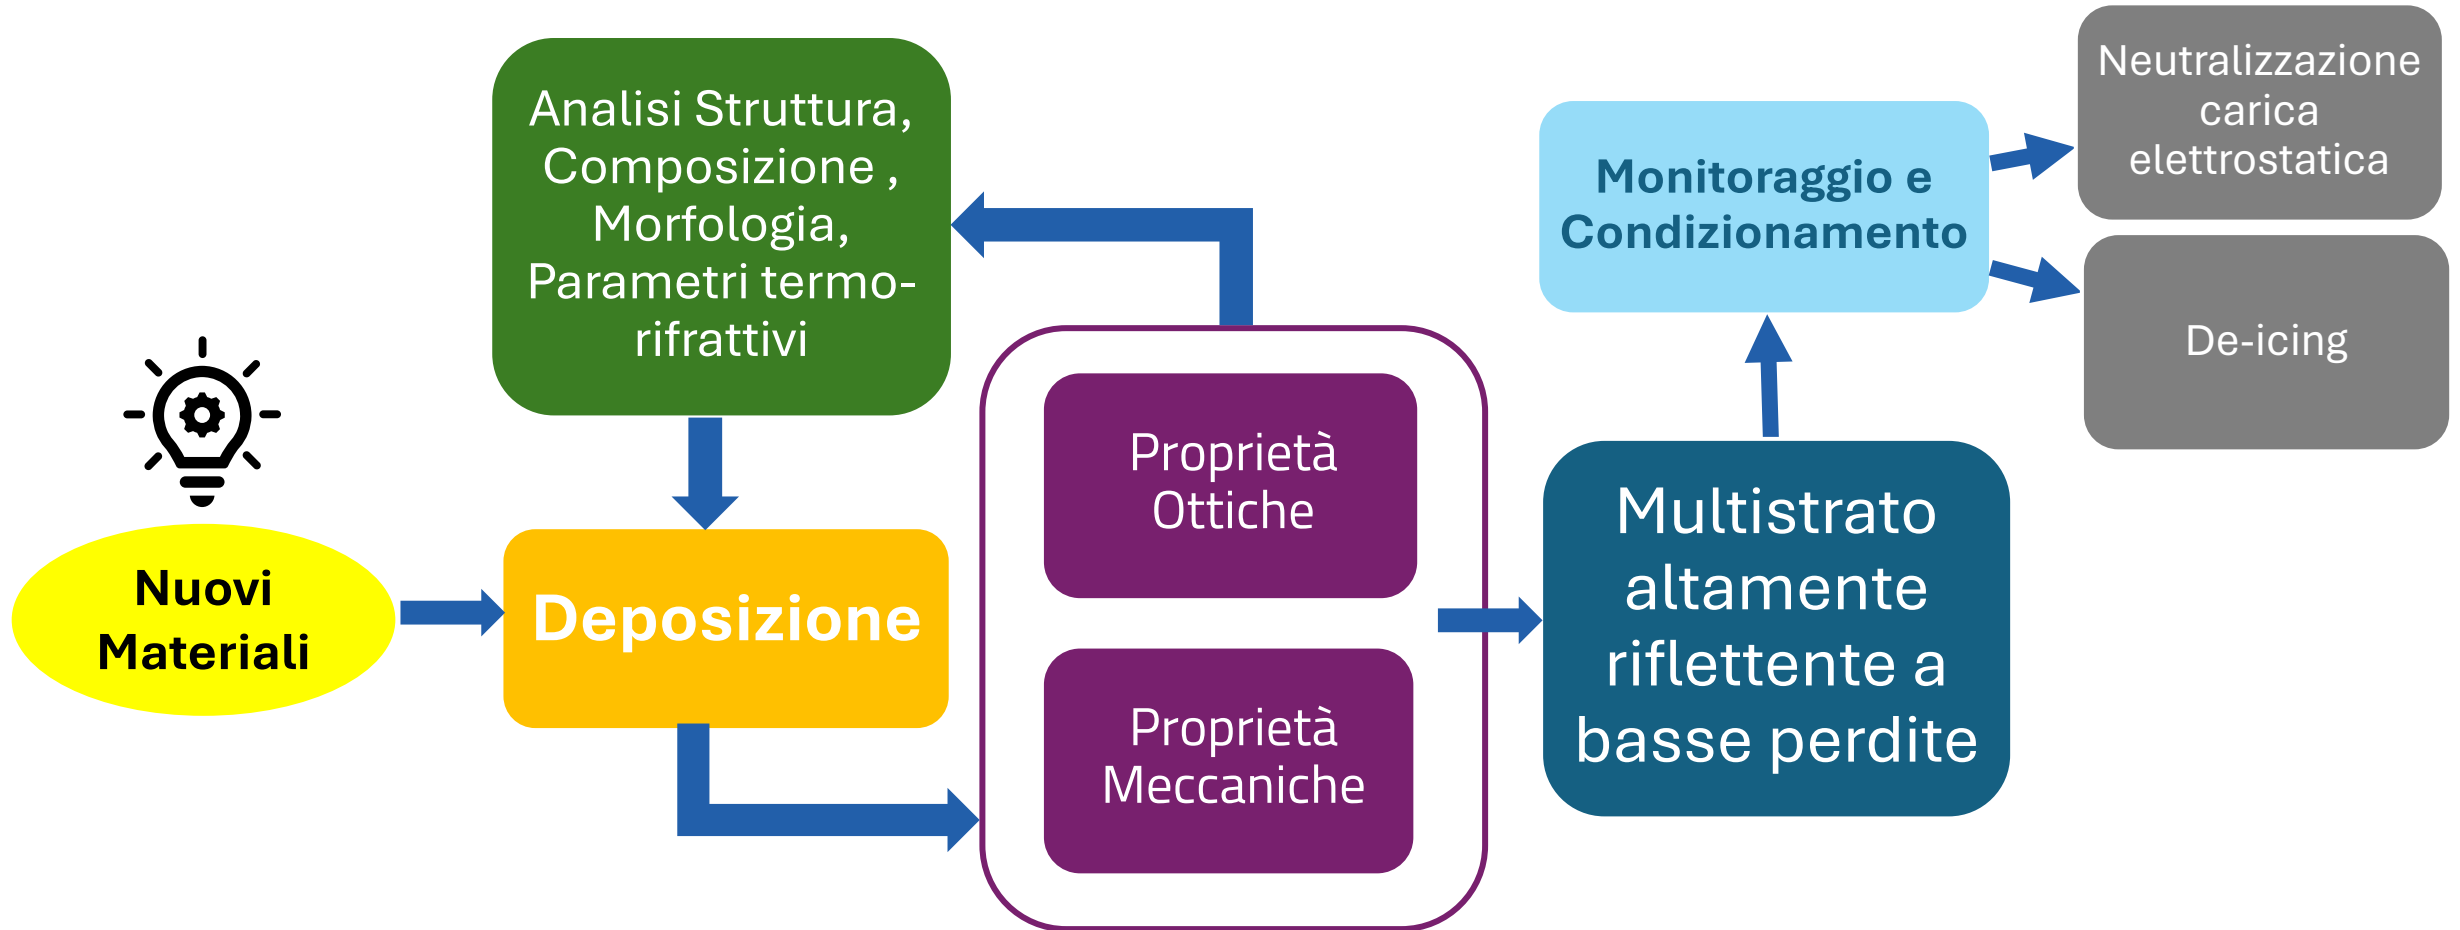 Analisi Struttura,
Composizione ,
Morfologia,
Parametri termo-
rifrattivi
Nuovi
Materiali
Deposizione
Proprietà
Ottiche
Proprietà
Meccaniche
Multistrato
altamente
riflettente a
basse perdite
Monitoraggio e
Condizionamento
Neutralizzazione
carica
elettrostatica
De-icing